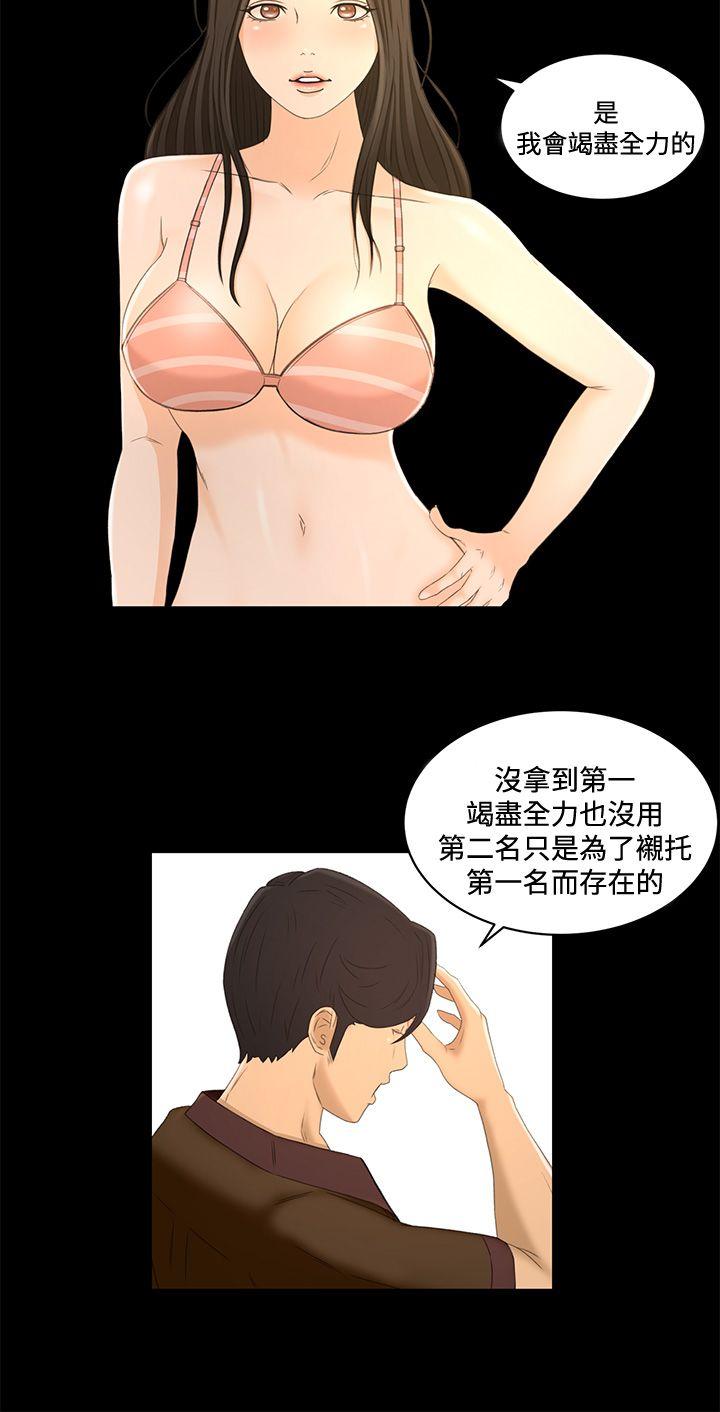 是
我會竭盡全力的
沒拿到第一
竭盡全力也沒用
第二名只是為了襯托
第一名而存在的